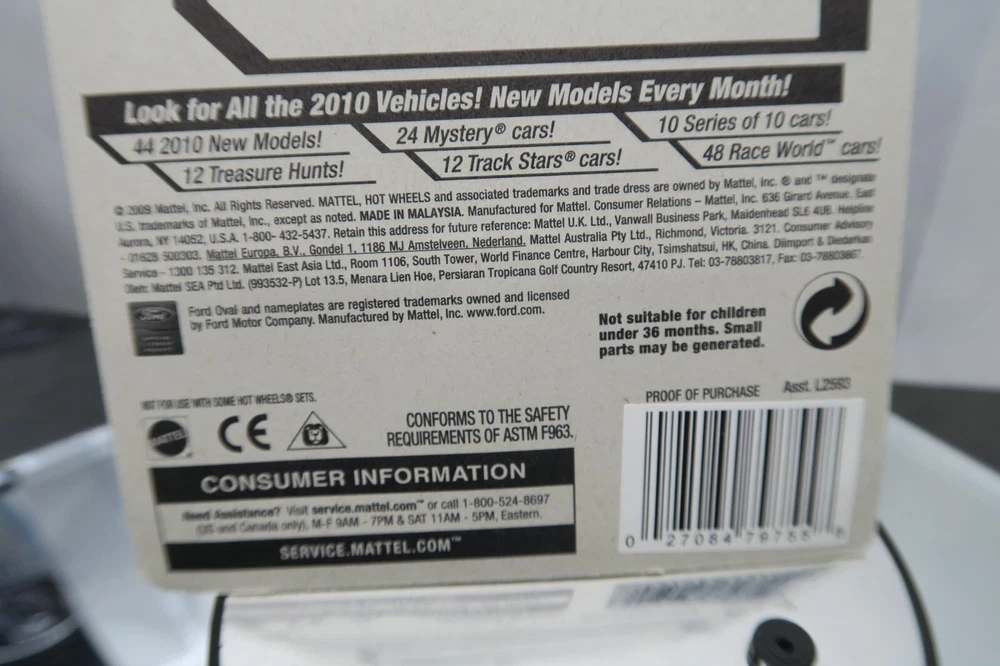 Look for All the 2010 Vehicles! New Models Every Month!
44 2010 New Models!
24 Mystery® cars!
10 Series of 10 cars!
12 Treasure Hunts!
12 Track Stars® cars!
48 Race World™ cars!
© 2009 Mattel, Inc. All Rights Reserved. MATTEL, HOT WHEELS and associated trademarks and trade dress are owned by Mattel, Inc. ® and ™ designate
U.S. trademarks of Mattel, Inc., except as noted. MADE IN MALAYSIA. Manufactured for Mattel. Consumer Relations – Mattel, Inc. 636 Girard Avenue. East
Aurora, NY 14052, U.S.A. 1-800- 432-5437. Retain this address for future reference: Mattel U.K. Ltd., Vanwall Business Park, Maidenhead SL6 4UB. Helpline
- 01628 500303. Mattel Europa, B.V., Gondel 1, 1186 MJ Amstelveen, Nederland. Mattel Australia Pty Ltd., Richmond, Victoria. 3121. Consumer Advisory
Service - 1300 135 312. Mattel East Asia Ltd., Room 1106, South Tower, World Finance Centre, Harbour City, Tsimshatsui, HK, China. Diimport & Diedarkan
Oleh: Mattel SEA Ptd Ltd. (993532-P) Lot 13.5, Menara Lien Hoe, Persiaran Tropicana Golf Country Resort, 47410 PJ. Tel: 03-78803817, Fax: 03-78803867.
Ford
Ford Oval and nameplates are registered trademarks owned and licensed
by Ford Motor Company. Manufactured by Mattel, Inc. www.ford.com.
Not suitable for children
under 36 months. Small
parts may be generated.
NOT FOR USE WITH SOME HOT WHEELS® SETS.
MATTEL
CE
CONFORMS TO THE SAFETY
REQUIREMENTS OF ASTM F963.
PROOF OF PURCHASE
Asst. L2593
CONSUMER INFORMATION
Need Assistance? Visit service.mattel.com™ or call 1-800-524-8697
(US and Canada only), M-F 9AM - 7PM & SAT 11AM - 5PM, Eastern.
SERVICE.MATTEL.COM™
0 27084 79755